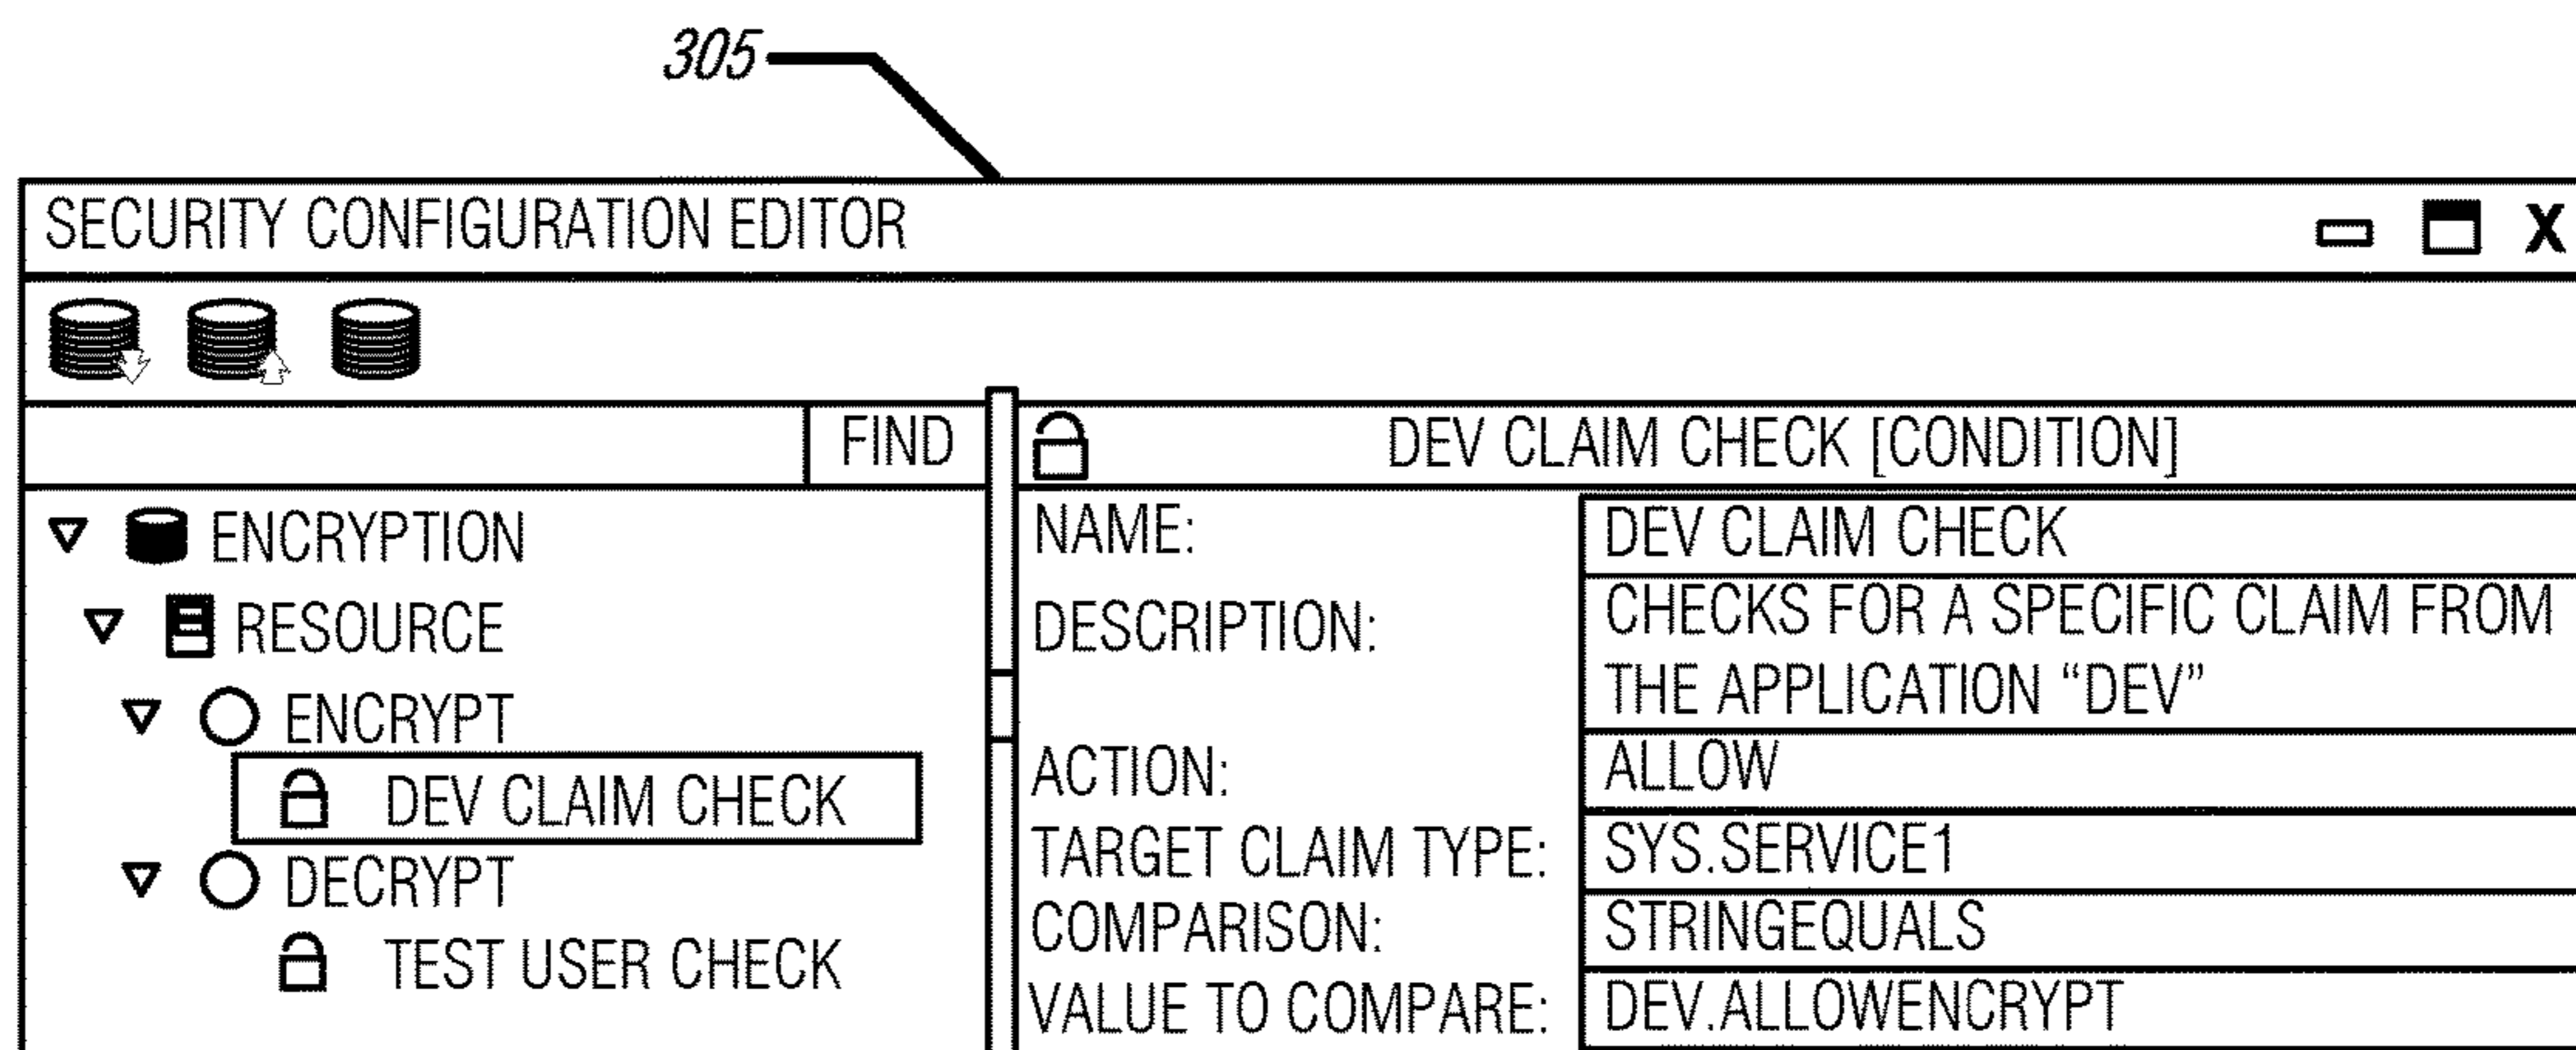 305
SECURITY CONFIGURATION EDITOR
X
FIND
DEV CLAIM CHECK [CONDITION]
ENCRYPTION
RESOURCE
ENCRYPT
DEV CLAIM CHECK
DECRYPT
TEST USER CHECK
NAME:
DEV CLAIM CHECK
DESCRIPTION:
CHECKS FOR A SPECIFIC CLAIM FROM
THE APPLICATION “DEV”
ACTION:
ALLOW
TARGET CLAIM TYPE:
SYS.SERVICE1
COMPARISON:
STRINGEQUALS
VALUE TO COMPARE:
DEV.ALLOWENCRYPT